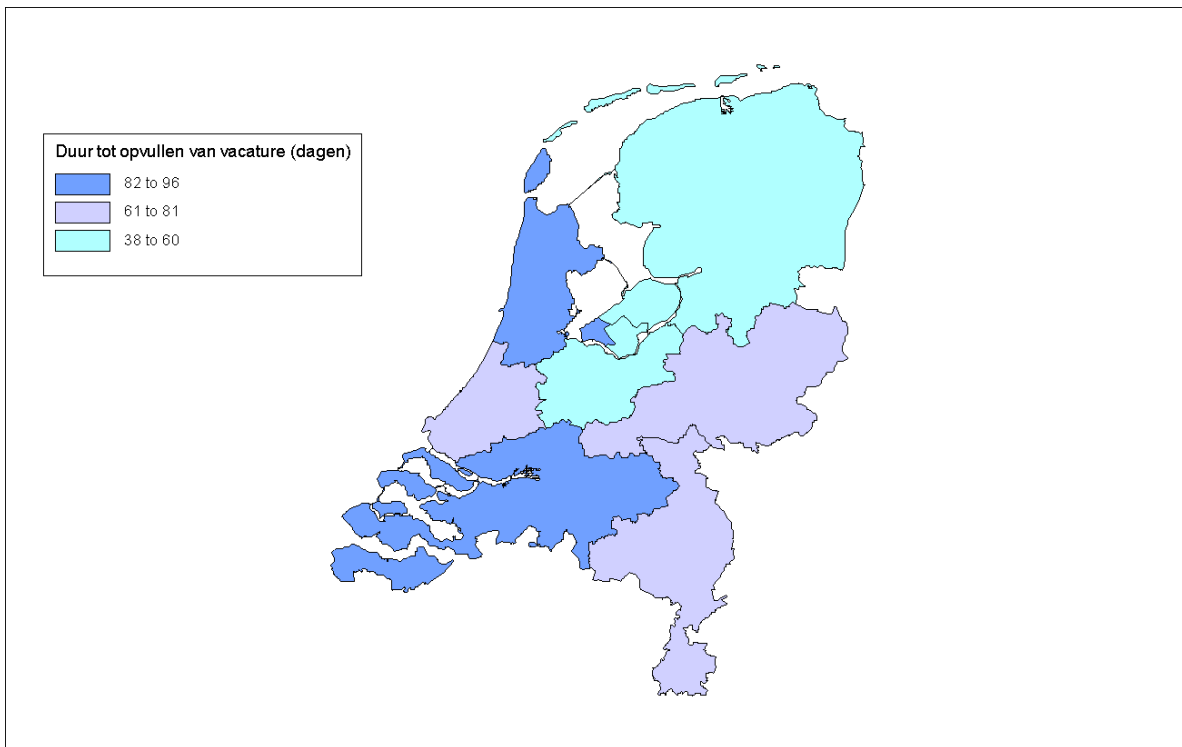 Duur tot opvullen van vacature (dagen)
82 to 96
61 to 81
38 to 60